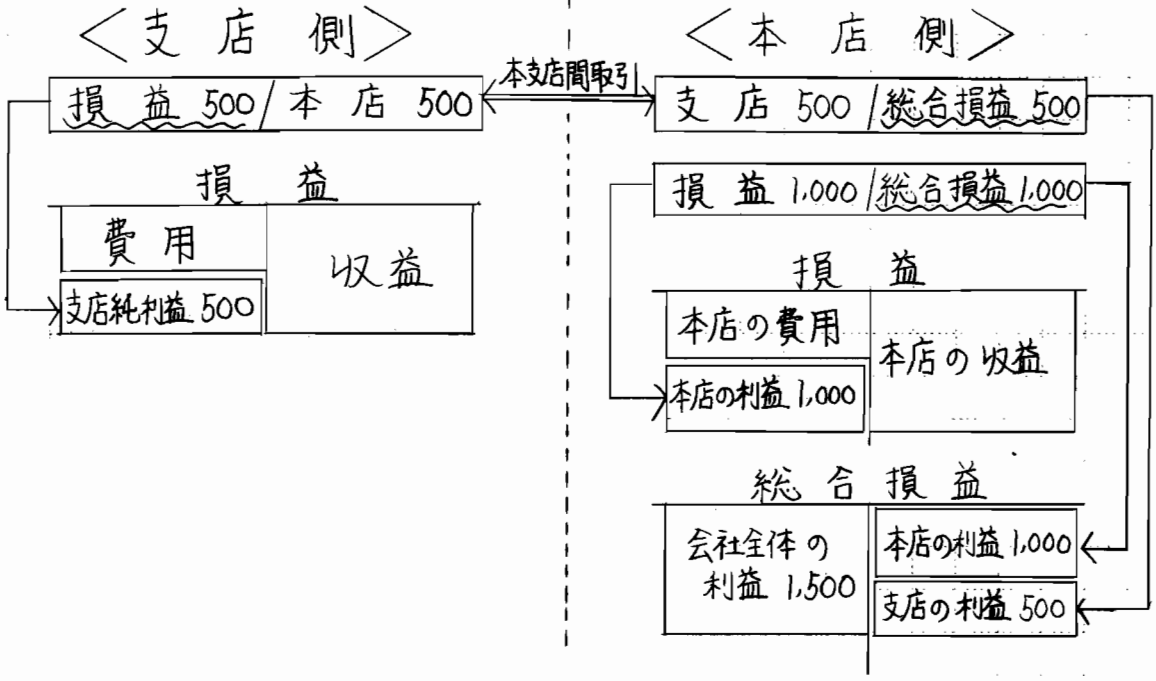 <支店側>
損益 500/本店 500
損益
費用
収益
支店純利益 500
本支店間取引
<本店側>
支店 500/総合損益 500
損益 1,000/総合損益 1,000
損益
本店の費用
本店の収益
本店の利益 1,000
総合損益
会社全体の
利益 1,500
本店の利益 1,000
支店の利益 500